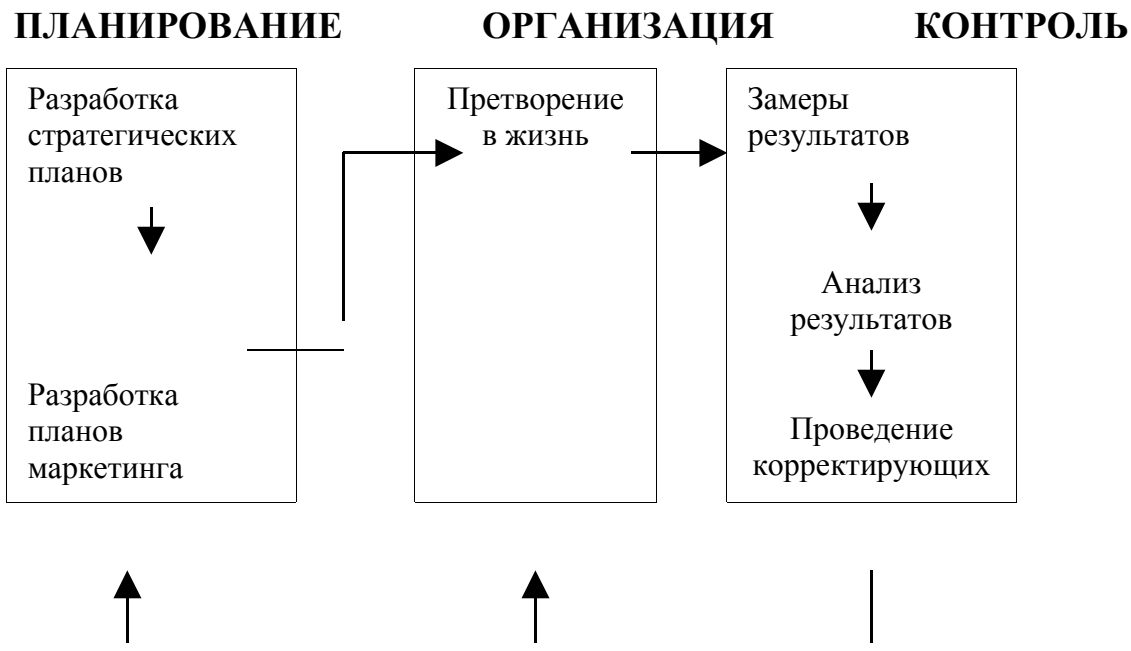 ПЛАНИРОВАНИЕ ОРГАНИЗАЦИЯ КОНТРОЛЬ
Разработка
стратегических
планов
Разработка
планов
маркетинга
Претворение
в жизнь
Замеры
результатов
Анализ
результатов
Проведение
корректирующих